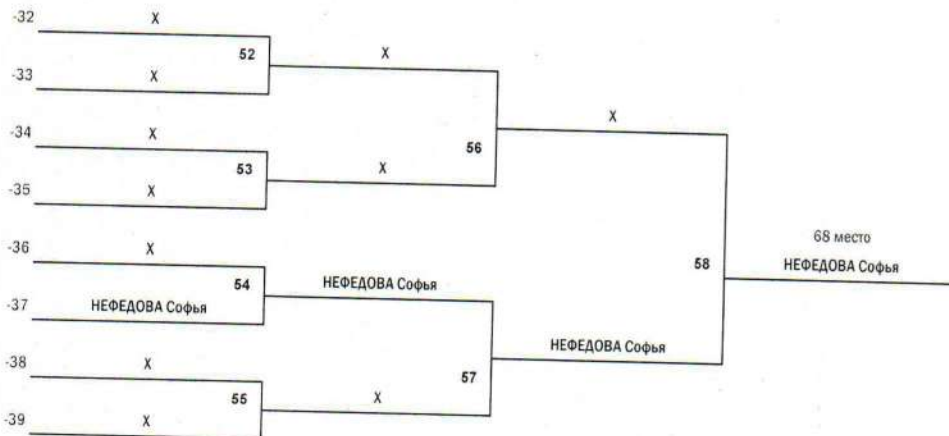 -32 X
52 X
-33 X
X
-34 X
56
53 X
-35 X
68 место
-36 X
58 НЕФЕДОВА Софья
54 НЕФЕДОВА Софья
-37 НЕФЕДОВА Софья
НЕФЕДОВА Софья
-38 X
57
55 X
-39 X